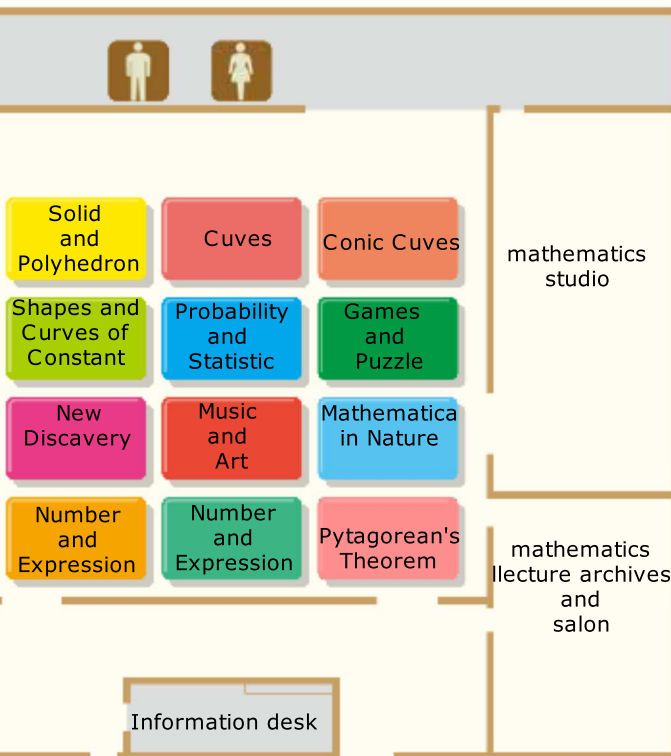 Solid
and
Polyhedron
Cuves
Conic Cuves
mathematics
studio
Shapes and
Curves of
Constant
Probability
and
Statistic
Games
and
Puzzle
New
Discavery
Music
and
Art
Mathematica
in Nature
Number
and
Expression
Number
and
Expression
Pytagorean's
Theorem
mathematics
llecture archives
and
salon
Information desk